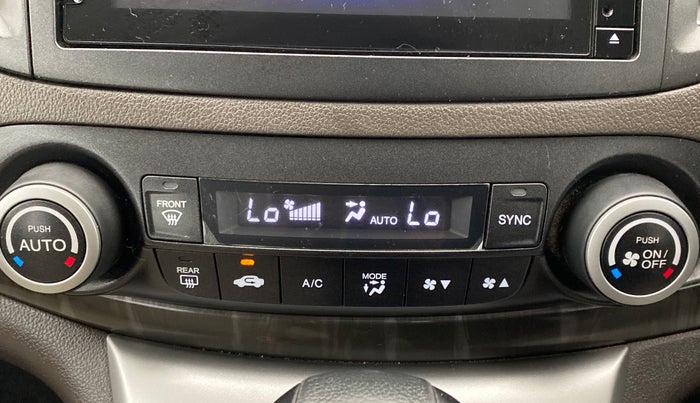 FRONT
Lo AUTO Lo
SYNC
PUSH
AUTO
PUSH
ON/
OFF
REAR
A/C
MODE